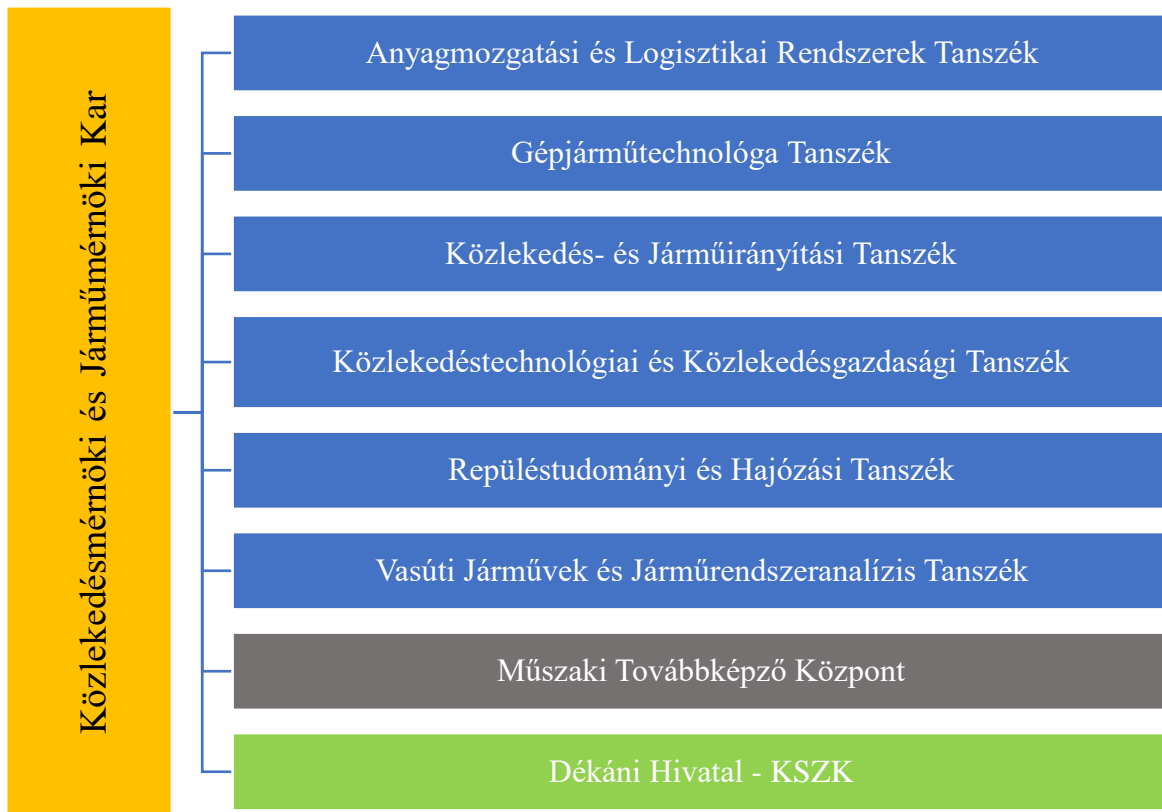 Közlekedésmérnöki és Járműmérnöki Kar
Anyagmozgatási és Logisztikai Rendszerek Tanszék
Gépjárműtechnológa Tanszék
Közlekedés- és Járműirányítási Tanszék
Közlekedéstechnológiai és Közlekedésgazdasági Tanszék
Repüléstudományi és Hajózási Tanszék
Vasúti Járművek és Járműrendszeranalízis Tanszék
Műszaki Továbbképző Központ
Dékáni Hivatal - KSZK